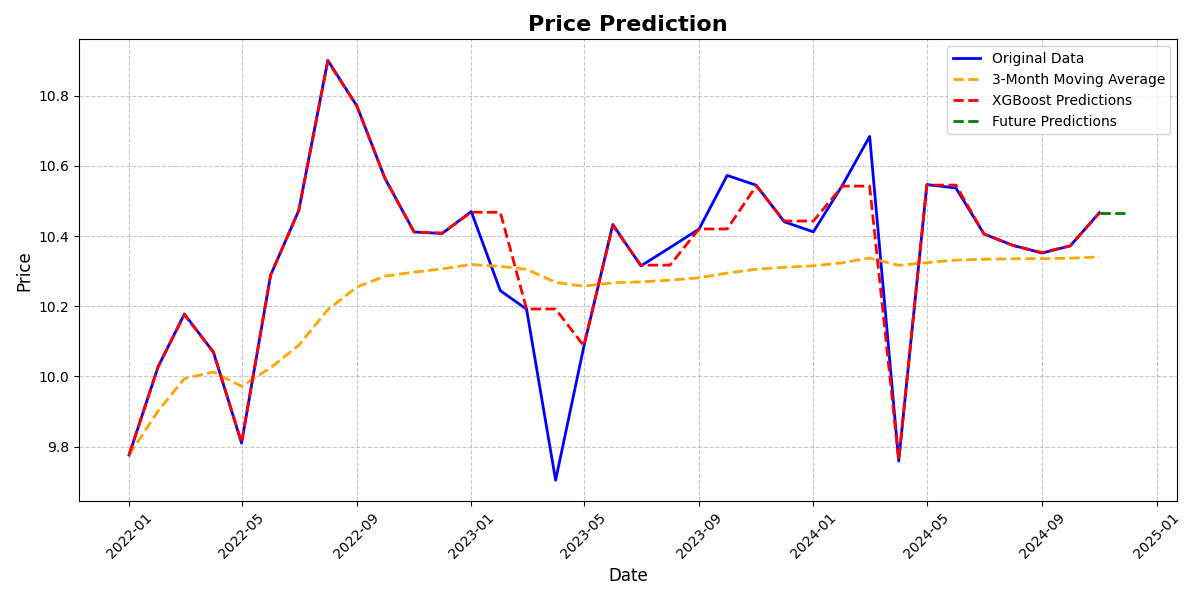 Price Prediction
Original Data
3-Month Moving Average
XGBoost Predictions
Future Predictions
Price
10.8
10.6
10.4
10.2
10.0
9.8
2022-01
2022-05
2022-09
2023-01
2023-05
2023-09
2024-01
2024-05
2024-09
2025-01
Date